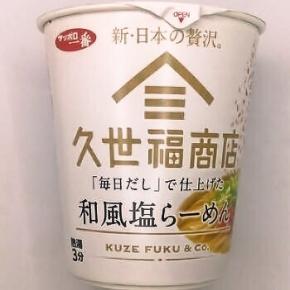 OPEN
サッポロ一番
新・日本の贅沢。
久世福商店
「毎日だし」で仕上げた
和風塩らーめん
熱湯
3分
KUZE FUKU & Co.